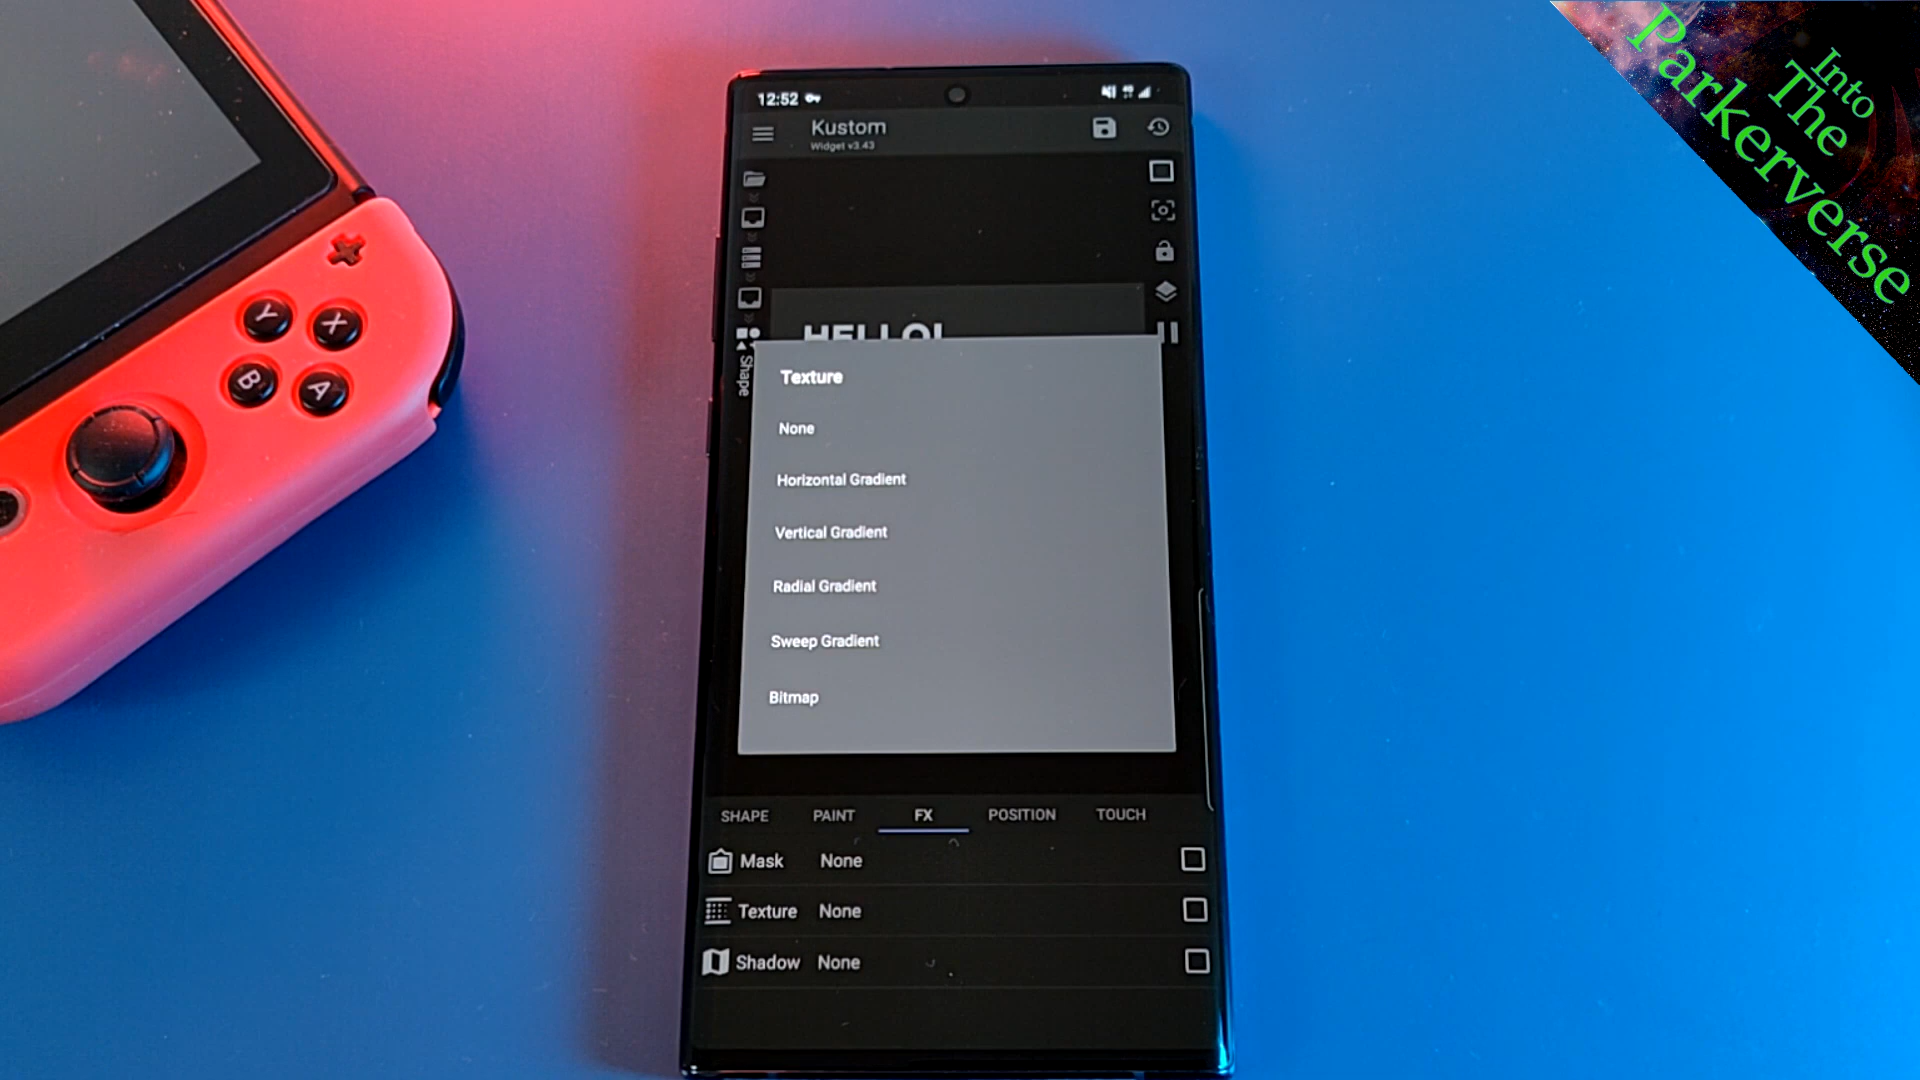 Into
The
Parkerverse
12:52
Kustom
Widget v3.43
HELLO!
Shape
Texture
None
Horizontal Gradient
Vertical Gradient
Radial Gradient
Sweep Gradient
Bitmap
SHAPE PAINT FX POSITION TOUCH
Mask None
Texture None
Shadow None
Y X
B A